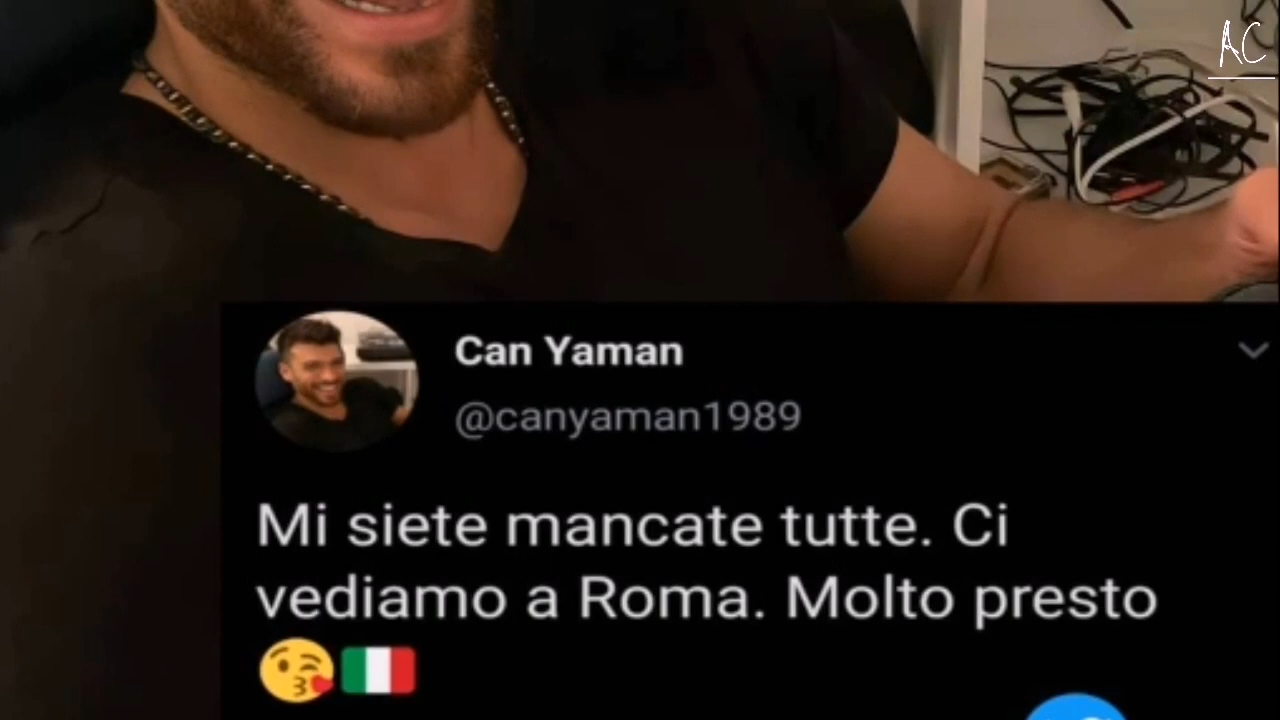 AC
Can Yaman
@canyaman1989
Mi siete mancate tutte. Ci
vediamo a Roma. Molto presto
😘🇮🇹